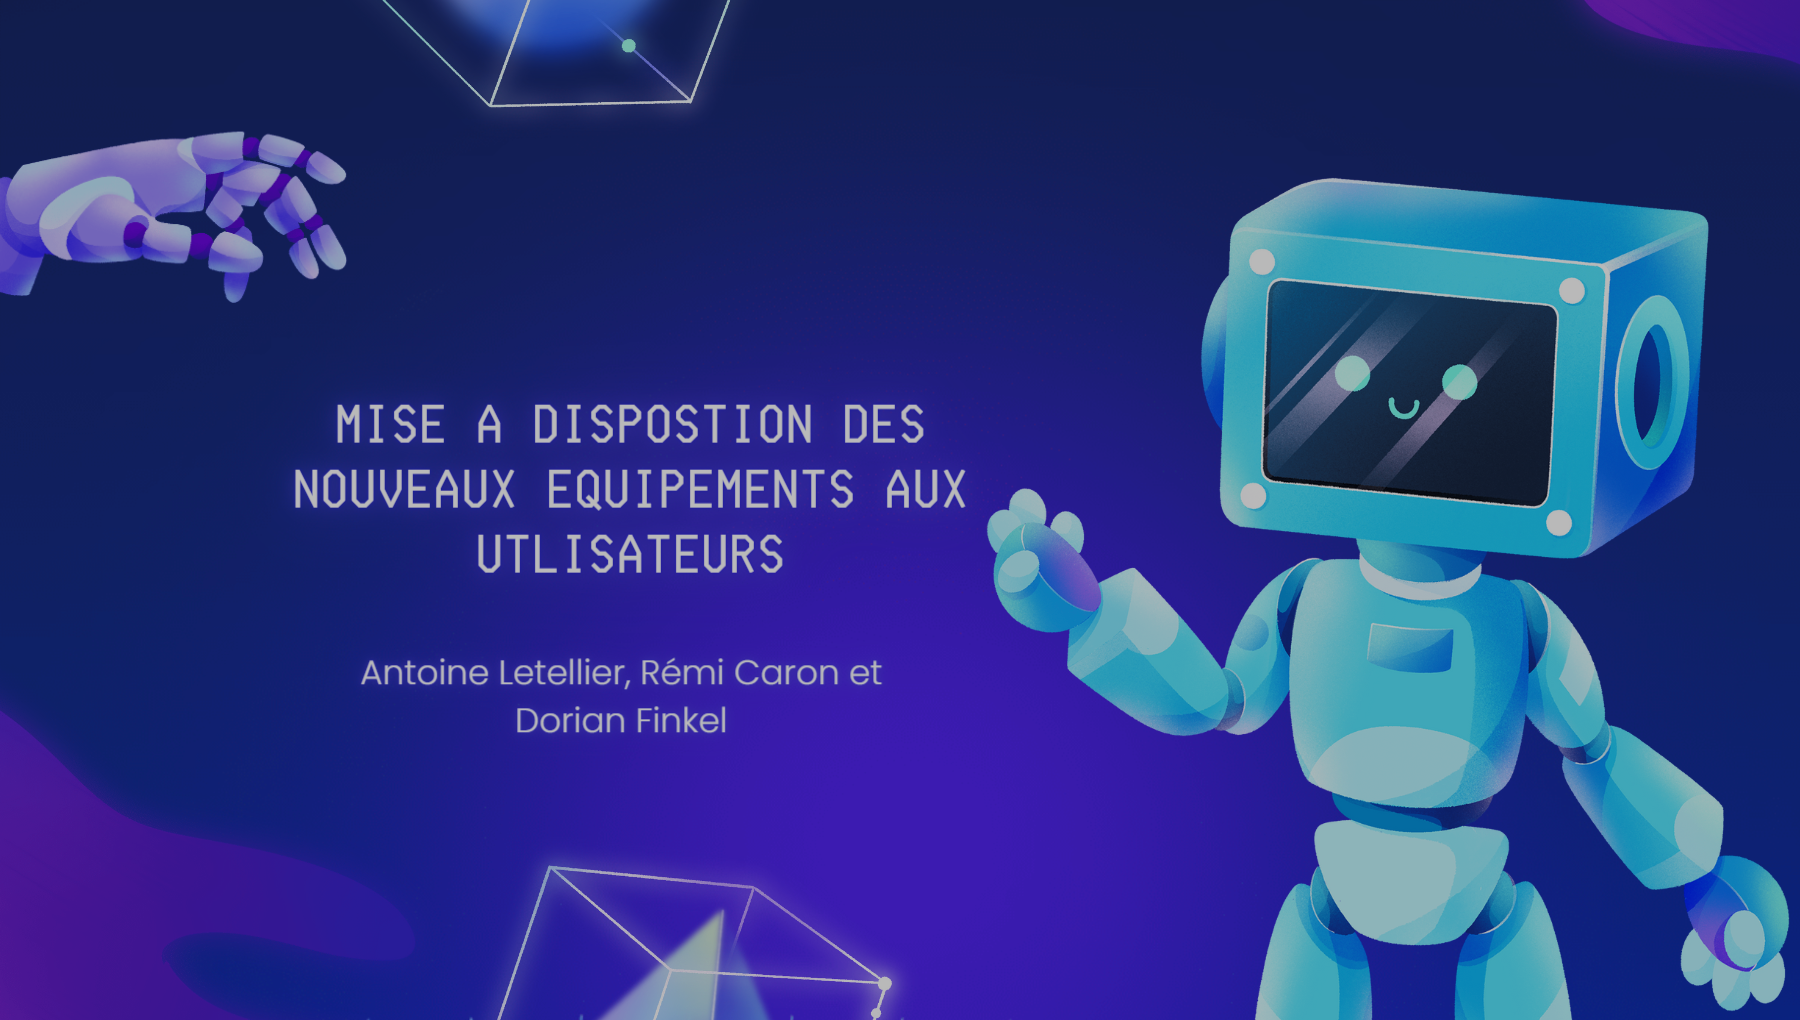 MISE A DISPOSTION DES
NOUVEAUX EQUIPEMENTS AUX
UTLISATEURS
Antoine Letellier, Rémi Caron et
Dorian Finkel